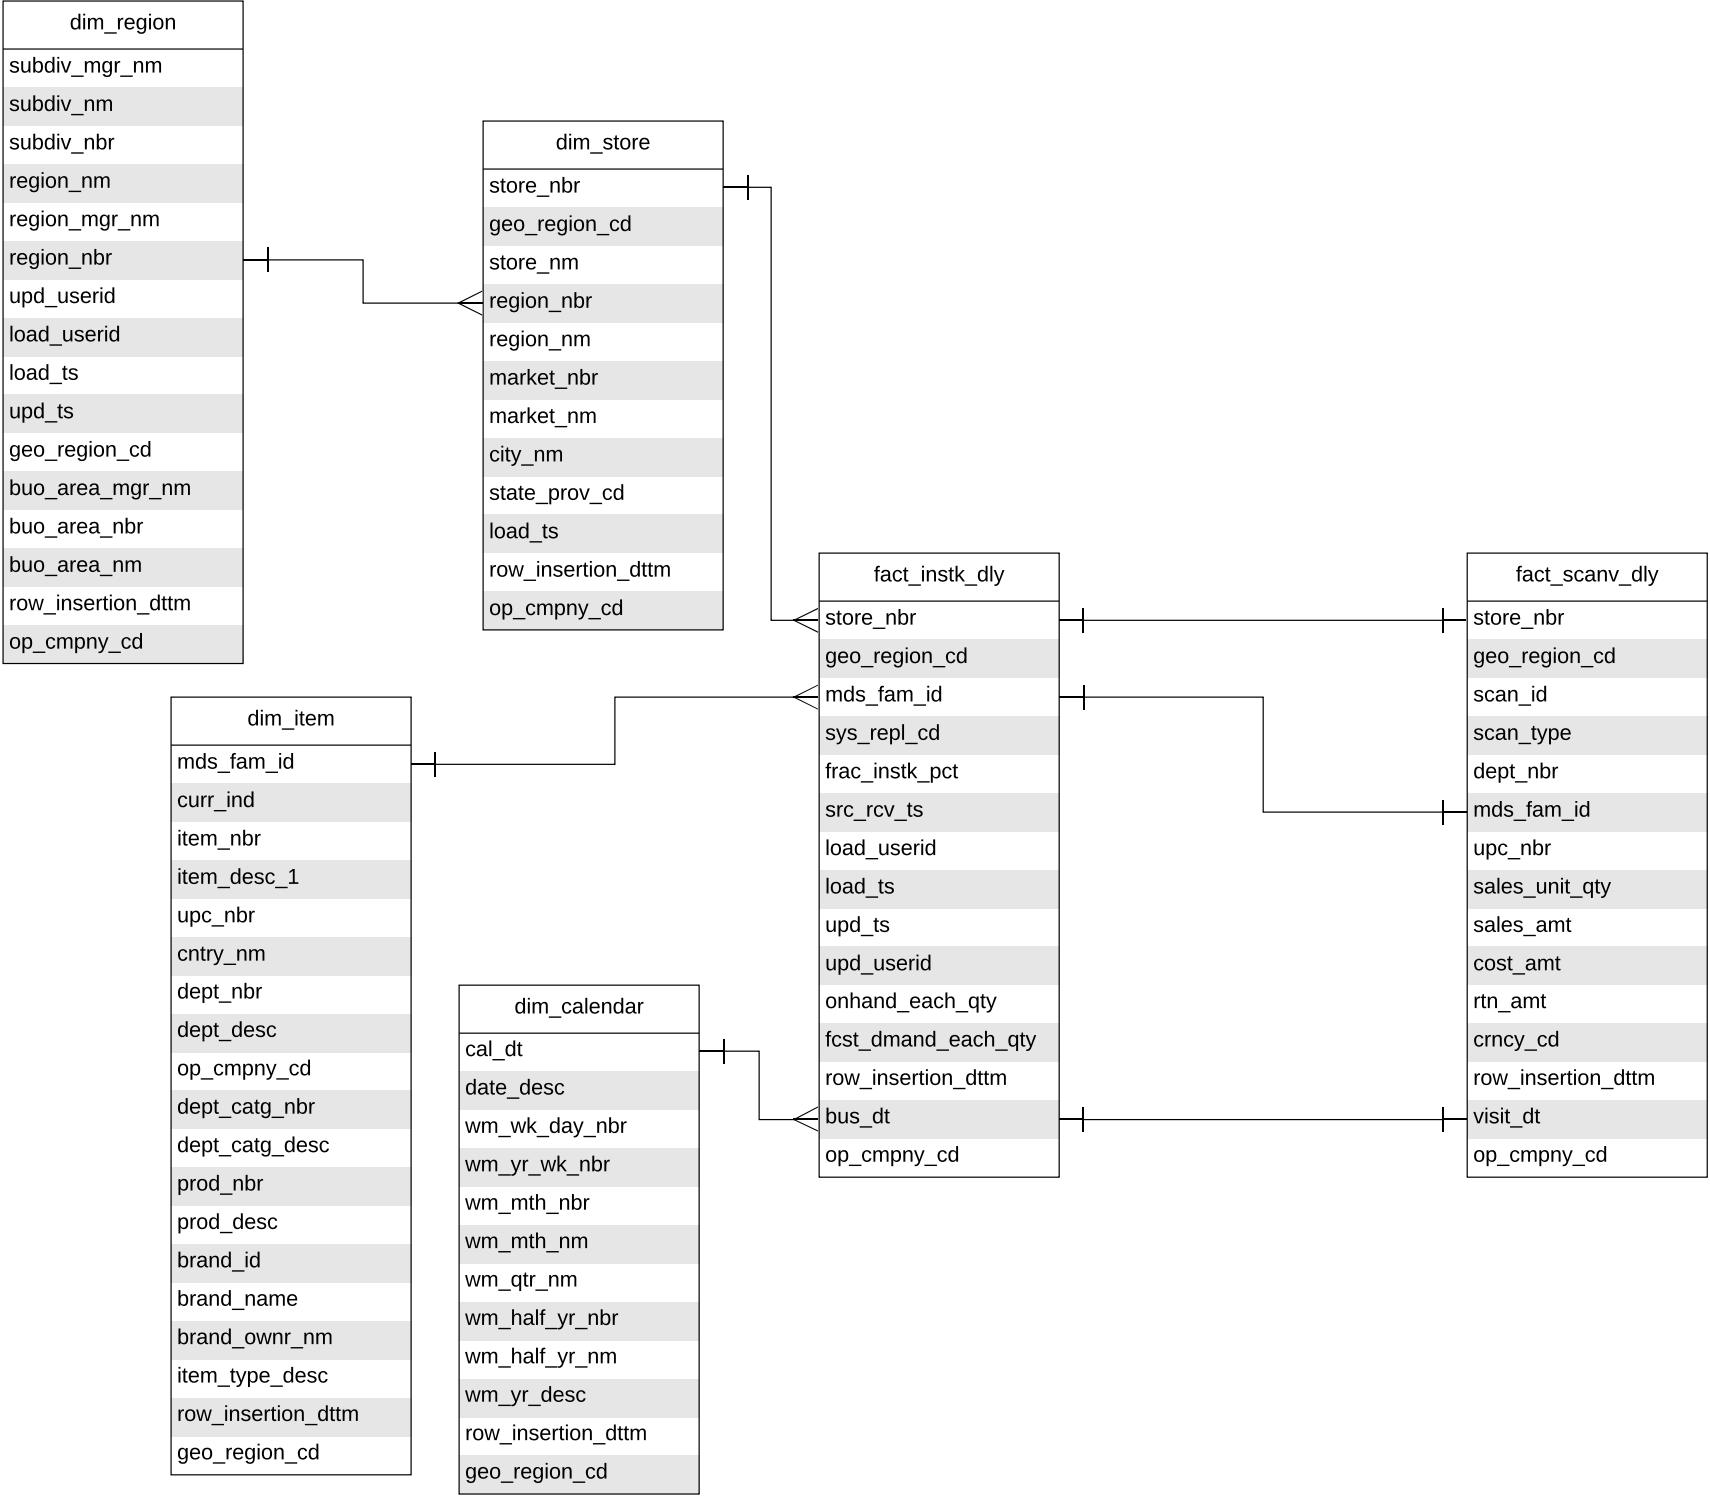 dim_region
subdiv_mgr_nm
subdiv_nm
subdiv_nbr
region_nm
region_mgr_nm
region_nbr
upd_userid
load_userid
load_ts
upd_ts
geo_region_cd
buo_area_mgr_nm
buo_area_nbr
buo_area_nm
row_insertion_dttm
op_cmpny_cd
dim_store
store_nbr
geo_region_cd
store_nm
region_nbr
region_nm
market_nbr
market_nm
city_nm
state_prov_cd
load_ts
row_insertion_dttm
op_cmpny_cd
dim_item
mds_fam_id
curr_ind
item_nbr
item_desc_1
upc_nbr
cntry_nm
dept_nbr
dept_desc
op_cmpny_cd
dept_catg_nbr
dept_catg_desc
prod_nbr
prod_desc
brand_id
brand_name
brand_ownr_nm
item_type_desc
row_insertion_dttm
geo_region_cd
dim_calendar
cal_dt
date_desc
wm_wk_day_nbr
wm_yr_wk_nbr
wm_mth_nbr
wm_mth_nm
wm_qtr_nm
wm_half_yr_nbr
wm_half_yr_nm
wm_yr_desc
row_insertion_dttm
geo_region_cd
fact_instk_dly
store_nbr
geo_region_cd
mds_fam_id
sys_repl_cd
frac_instk_pct
src_rcv_ts
load_userid
load_ts
upd_ts
upd_userid
onhand_each_qty
fcst_dmand_each_qty
row_insertion_dttm
bus_dt
op_cmpny_cd
fact_scanv_dly
store_nbr
geo_region_cd
scan_id
scan_type
dept_nbr
mds_fam_id
upc_nbr
sales_unit_qty
sales_amt
cost_amt
rtn_amt
crncy_cd
row_insertion_dttm
visit_dt
op_cmpny_cd